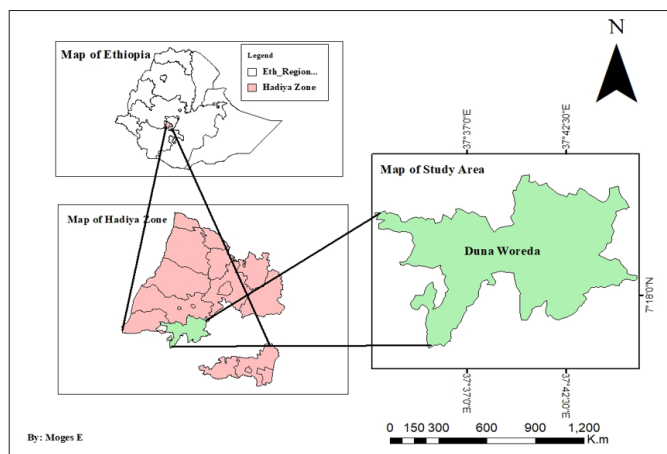 Map of Ethiopia
Legend
Eth_Region...
Hadiya Zone
N
37°37'0"E
37°42'30"E
Map of Study Area
Duna Woreda
7°18'0"N
37°37'0"E
37°42'30"E
Map of Hadiya Zone
0 150 300 600 900 1,200
K.m
By: Moges E